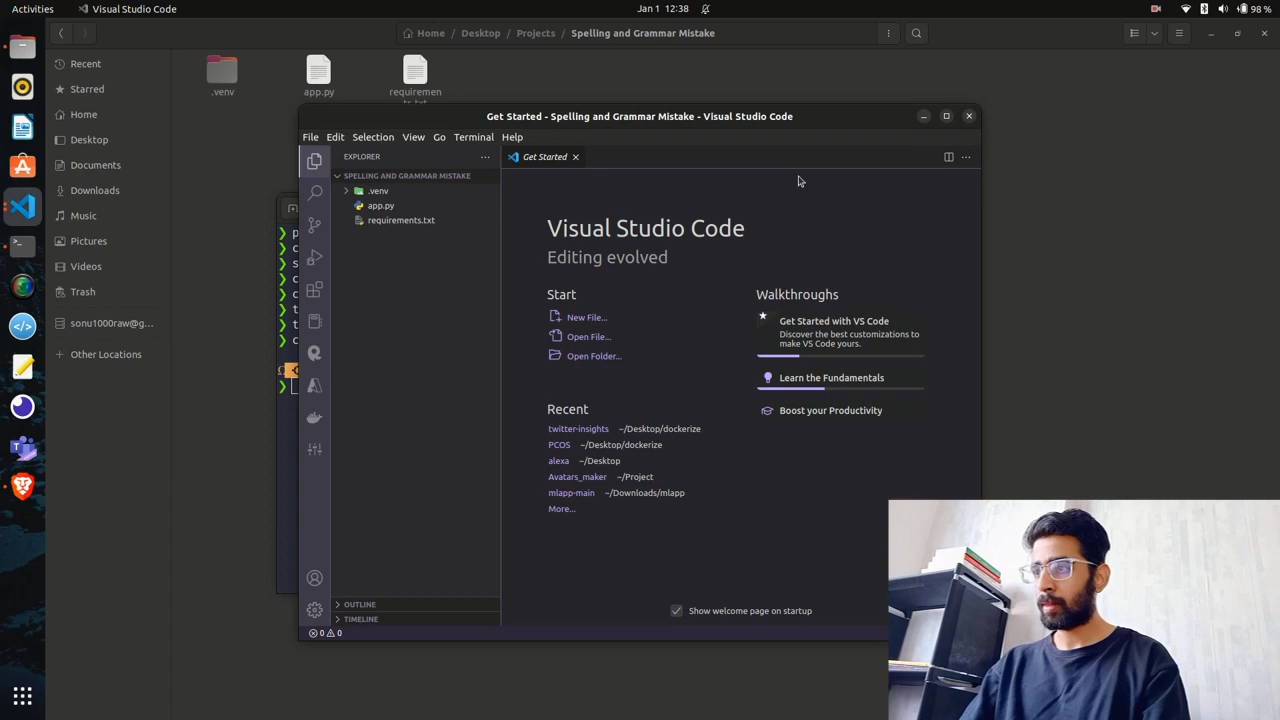 Activities
Visual Studio Code
Jan 1 12:38
98 %
Home
Desktop
Projects
Spelling and Grammar Mistake
Recent
Starred
Home
Desktop
Documents
Downloads
Music
Pictures
Videos
Trash
sonu1000raw@g...
Other Locations
.venv
app.py
requiremen
Get Started - Spelling and Grammar Mistake - Visual Studio Code
File Edit Selection View Go Terminal Help
EXPLORER
Get Started
SPELLING AND GRAMMAR MISTAKE
.venv
app.py
requirements.txt
OUTLINE
TIMELINE
0 0
Visual Studio Code
Editing evolved
Start
New File...
Open File...
Open Folder...
Recent
twitter-insights ~/Desktop/dockerize
PCOS ~/Desktop/dockerize
alexa ~/Desktop
Avatars_maker ~/Project
mlapp-main ~/Downloads/mlapp
More...
Walkthroughs
Get Started with VS Code
Discover the best customizations to
make VS Code yours.
Learn the Fundamentals
Boost your Productivity
Show welcome page on startup